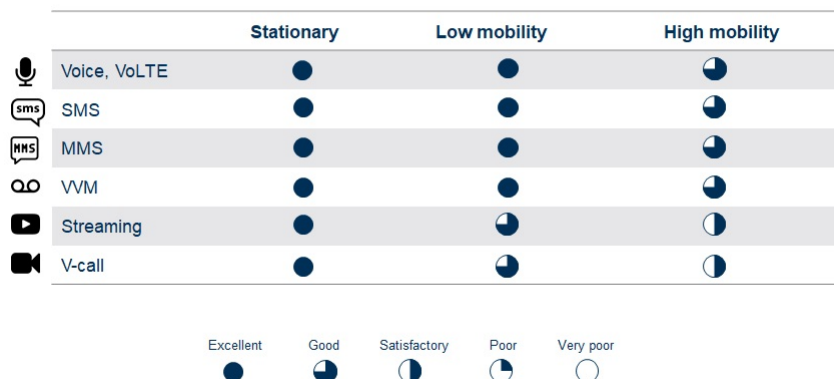 Stationary Low mobility High mobility
Voice, VoLTE
sms SMS
MMS MMS
VVM
Streaming
V-call
Excellent Good Satisfactory Poor Very poor